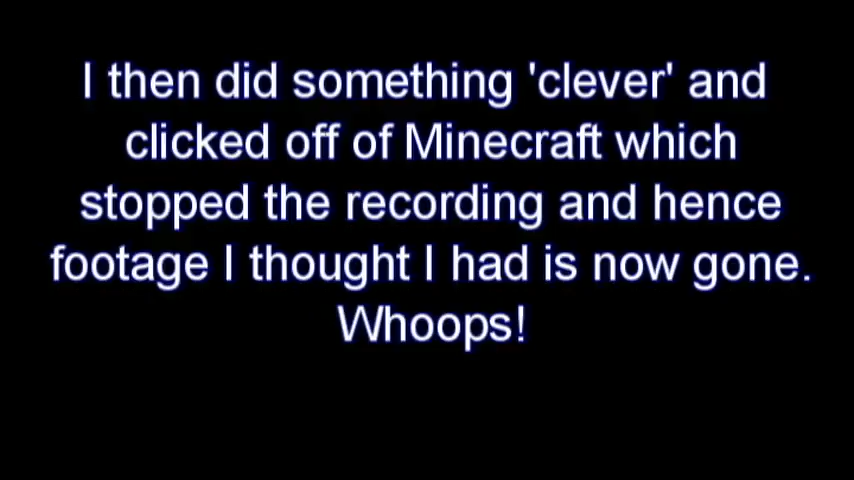 I then did something 'clever' and
clicked off of Minecraft which
stopped the recording and hence
footage I thought I had is now gone.
Whoops!